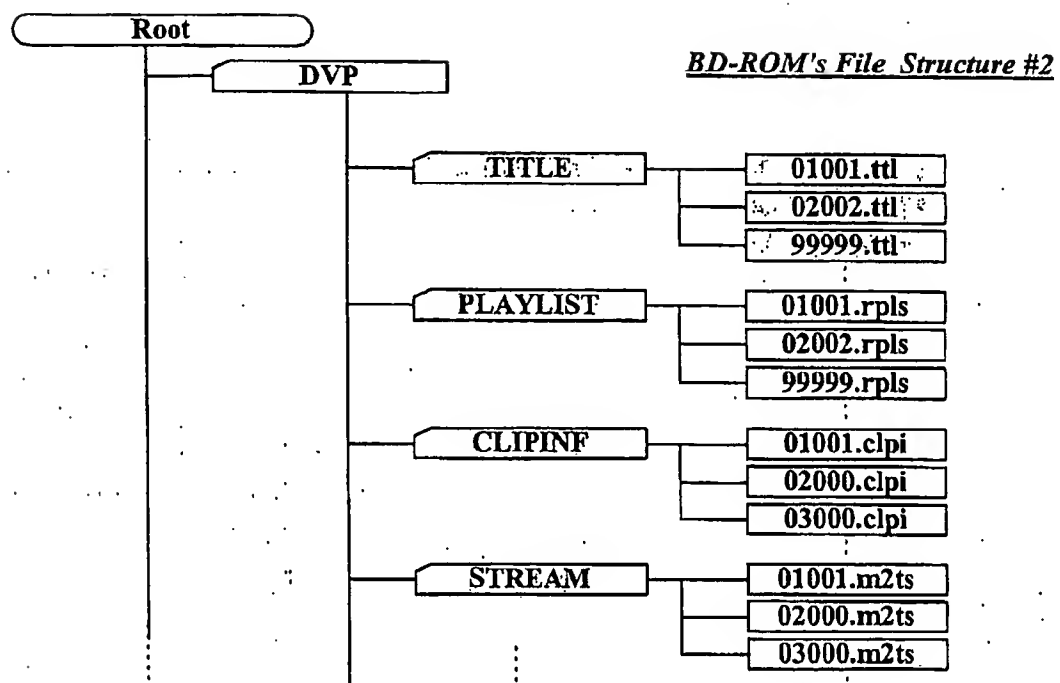 Root
DVP
BD-ROM's File Structure #2
TITLE
01001.ttl
02002.ttl
99999.ttl
PLAYLIST
01001.rpls
02002.rpls
99999.rpls
CLIPINF
01001.clpi
02000.clpi
03000.clpi
STREAM
01001.m2ts
02000.m2ts
03000.m2ts